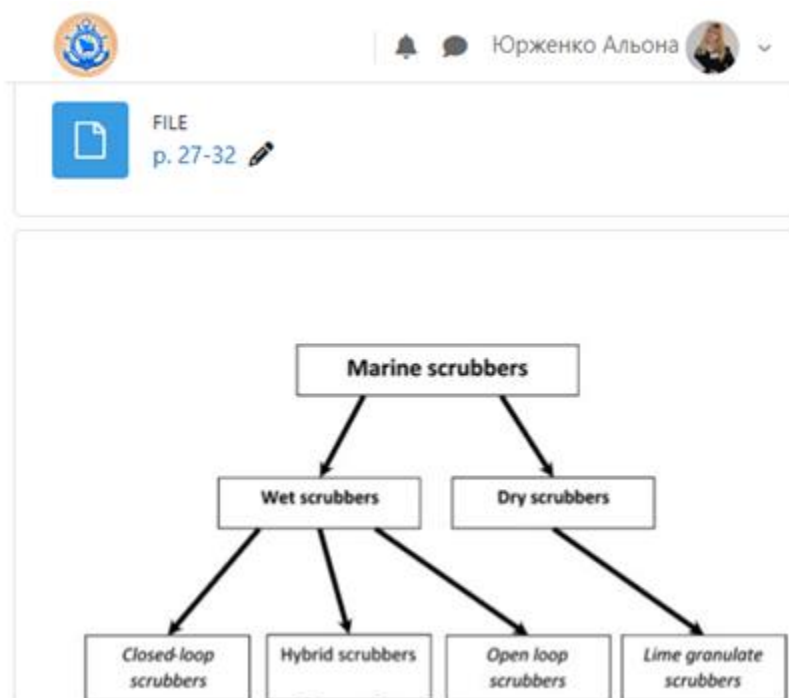 Юрженко Альона
FILE
p. 27-32
Marine scrubbers
Wet scrubbers
Dry scrubbers
Closed-loop
scrubbers
Hybrid scrubbers
Open loop
scrubbers
Lime granulate
scrubbers